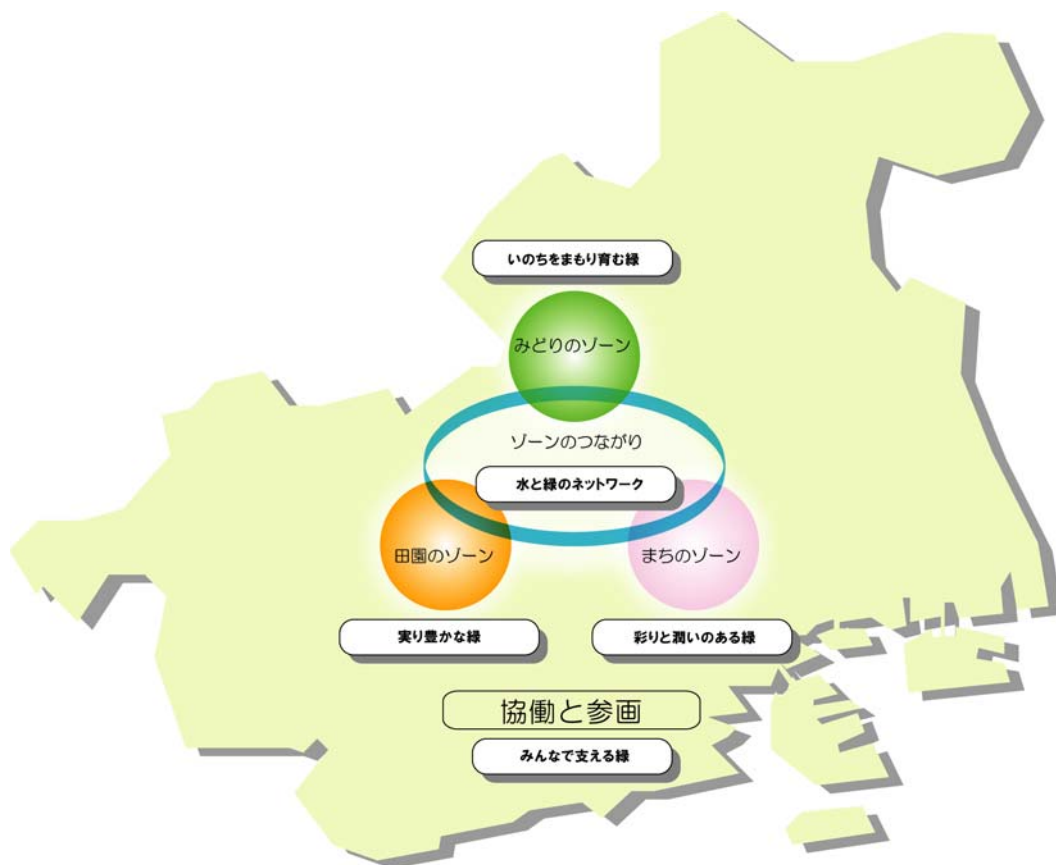 いのちをまもり育む緑
みどりのゾーン
ゾーンのつながり
水と緑のネットワーク
田園のゾーン
まちのゾーン
実り豊かな緑
彩りと潤いのある緑
協働と参画
みんなで支える緑